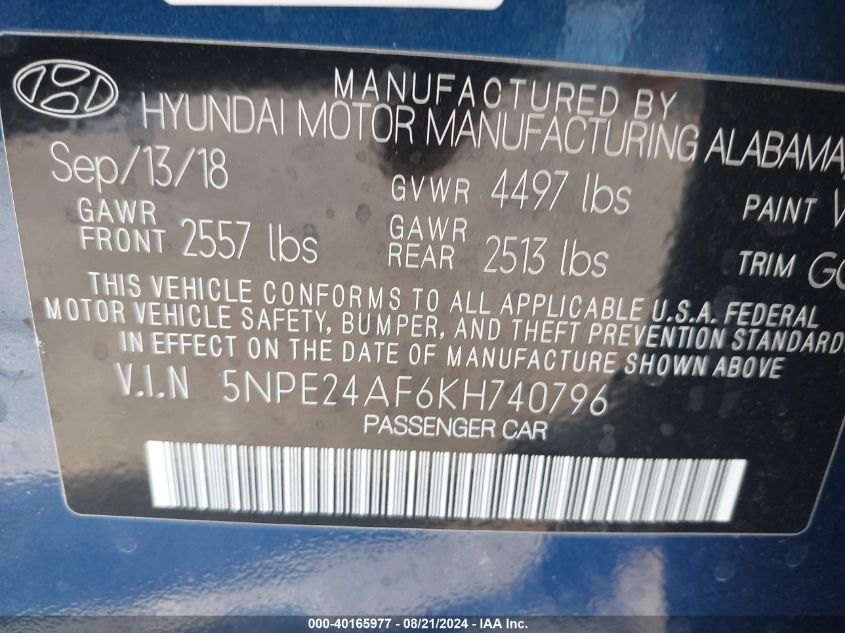 MANUFACTURED BY
HYUNDAI MOTOR MANUFACTURING ALABAMA,
Sep/13/18 GVWR 4497 lbs PAINT
GAWR FRONT 2557 lbs GAWR REAR 2513 lbs TRIM
THIS VEHICLE CONFORMS TO ALL APPLICABLE U.S.A. FEDERAL
MOTOR VEHICLE SAFETY, BUMPER, AND THEFT PREVENTION STANDARD
IN EFFECT ON THE DATE OF MANUFACTURE SHOWN ABOVE
V.I.N 5NPE24AF6KH740796
PASSENGER CAR
000-40165977 - 08/21/2024 - IAA Inc.